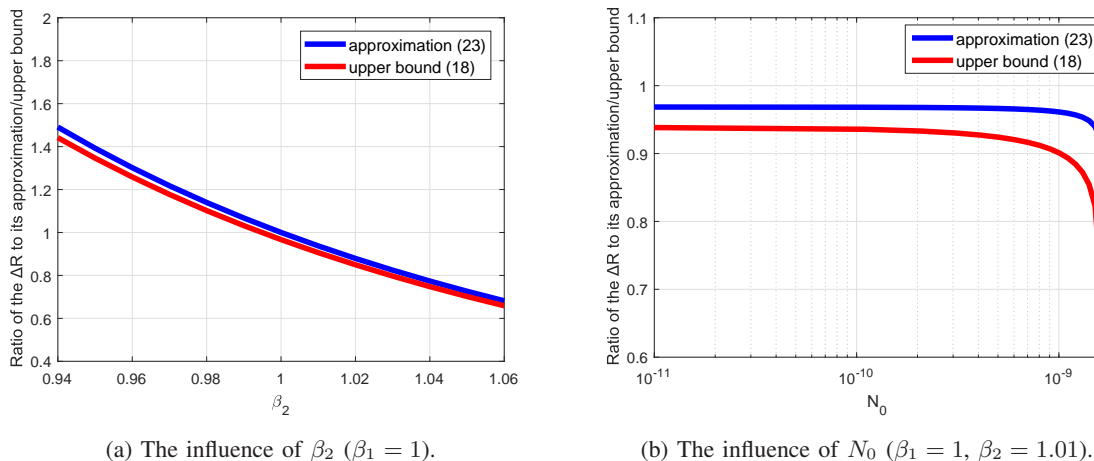 Ratio of the ΔR to its approximation/upper bound
2
1.8
1.6
1.4
1.2
1
0.8
0.6
0.4
approximation (23)
upper bound (18)
0.94
0.96
0.98
1
1.02
1.04
1.06
β₂
(a) The influence of β₂ (β₁ = 1).
Ratio of the ΔR to its approximation/upper bound
1.1
1
0.9
0.8
0.7
0.6
approximation (23)
upper bound (18)
10⁻¹¹
10⁻¹⁰
10⁻⁹
N₀
(b) The influence of N₀ (β₁ = 1, β₂ = 1.01).